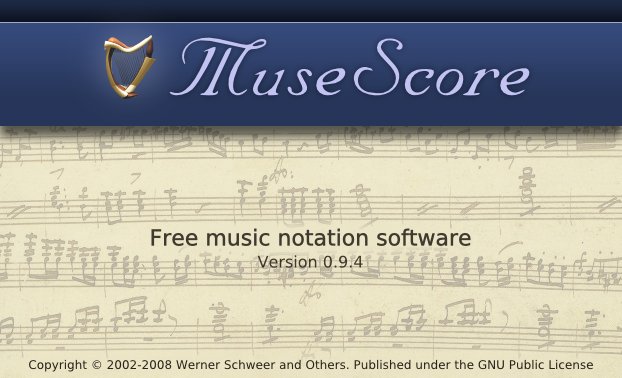 MuseScore
Free music notation software
Version 0.9.4
Copyright © 2002-2008 Werner Schweer and Others. Published under the GNU Public License